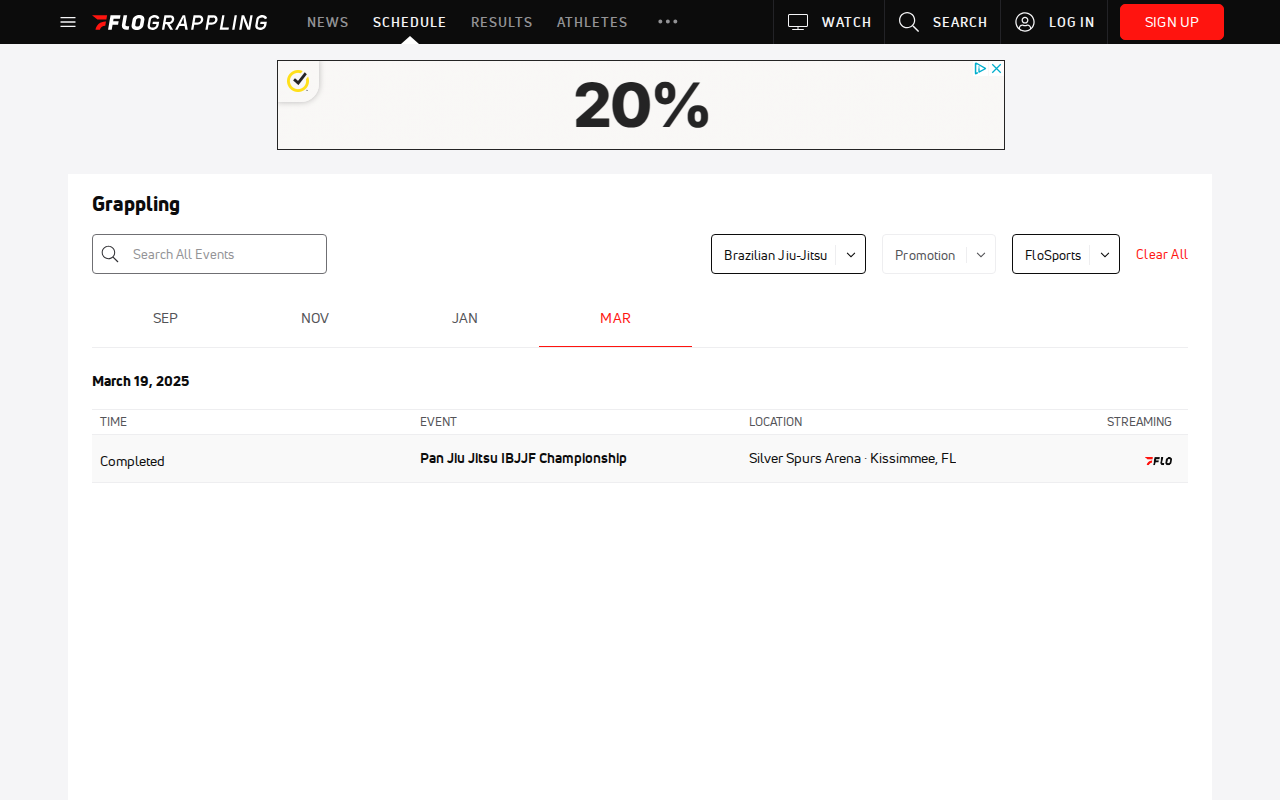 FLOGRAPPLING NEWS SCHEDULE RESULTS ATHLETES WATCH SEARCH LOG IN SIGN UP
20%
Grappling
Search All Events Brazilian Jiu-Jitsu Promotion FloSports Clear All
SEP NOV JAN MAR
March 19, 2025
TIME EVENT LOCATION STREAMING
Completed Pan Jiu Jitsu IBJJF Championship Silver Spurs Arena · Kissimmee, FL FLO